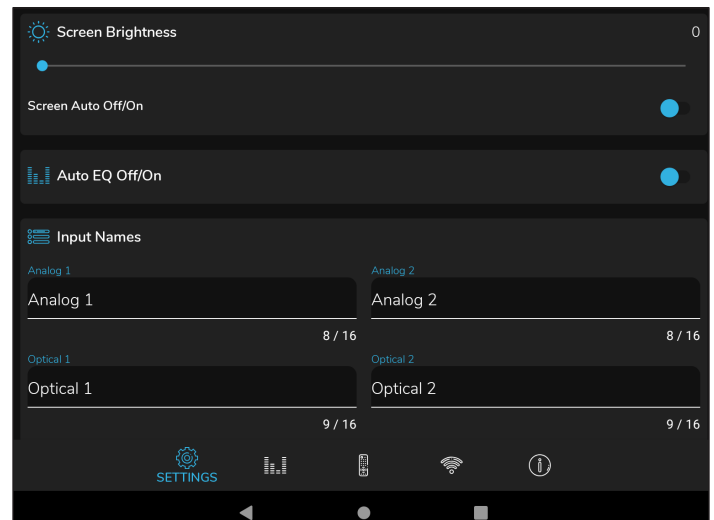 Screen Brightness 0
Screen Auto Off/On
Auto EQ Off/On
Input Names
Analog 1 Analog 2
Analog 1 Analog 2
8 / 16 8 / 16
Optical 1 Optical 2
Optical 1 Optical 2
9 / 16 9 / 16
SETTINGS